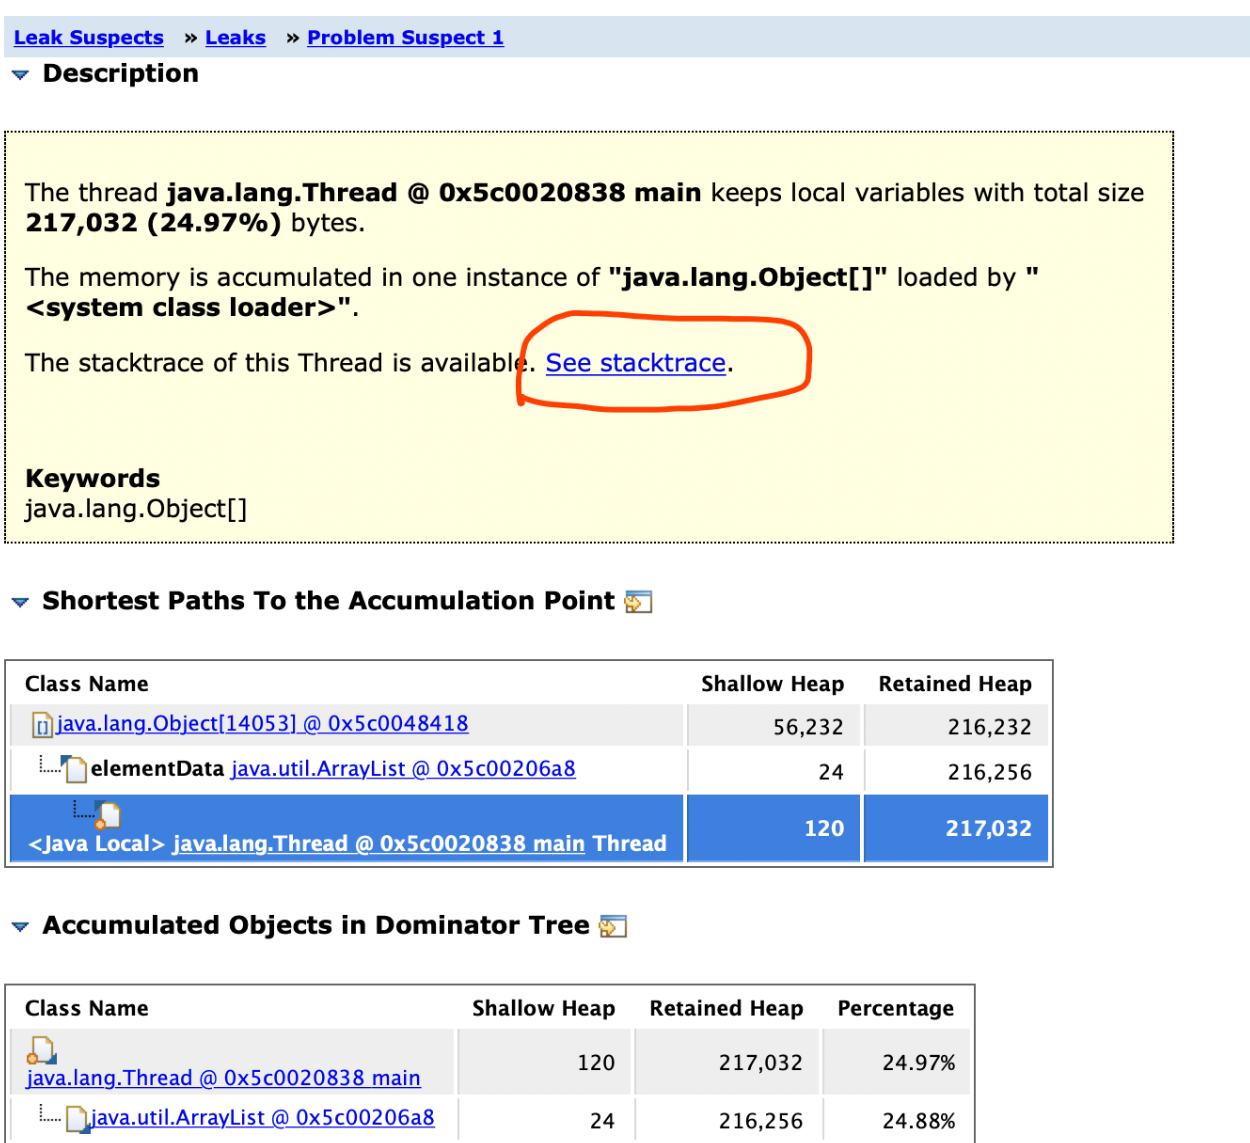 Leak Suspects » Leaks » Problem Suspect 1
Description
The thread java.lang.Thread @ 0x5c0020838 main keeps local variables with total size
217,032 (24.97%) bytes.
The memory is accumulated in one instance of "java.lang.Object[]" loaded by "
<system class loader>".
The stacktrace of this Thread is available. See stacktrace.
Keywords
java.lang.Object[]
Shortest Paths To the Accumulation Point
Class Name Shallow Heap Retained Heap
java.lang.Object[14053] @ 0x5c0048418 56,232 216,232
elementData java.util.ArrayList @ 0x5c00206a8 24 216,256
<Java Local> java.lang.Thread @ 0x5c0020838 main Thread 120 217,032
Accumulated Objects in Dominator Tree
Class Name Shallow Heap Retained Heap Percentage
java.lang.Thread @ 0x5c0020838 main 120 217,032 24.97%
java.util.ArrayList @ 0x5c00206a8 24 216,256 24.88%